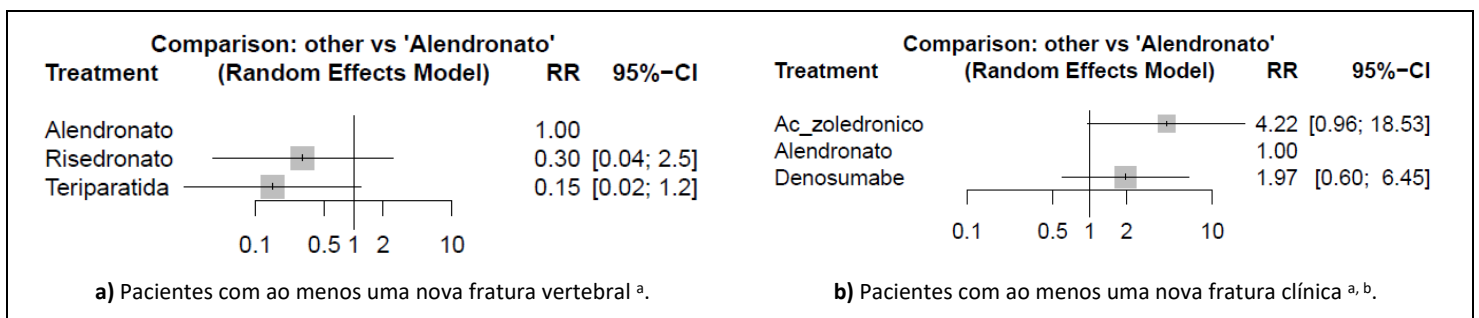 Comparison: other vs 'Alendronato'
Treatment (Random Effects Model) RR 95%−CI
Alendronato 1.00
Risedronato 0.30 [0.04; 2.5]
Teriparatida 0.15 [0.02; 1.2]
0.1 0.5 1 2 10
a) Pacientes com ao menos uma nova fratura vertebral ª.
Comparison: other vs 'Alendronato'
Treatment (Random Effects Model) RR 95%−CI
Ac_zoledronico 4.22 [0.96; 18.53]
Alendronato 1.00
Denosumabe 1.97 [0.60; 6.45]
0.1 0.5 1 2 10
b) Pacientes com ao menos uma nova fratura clínica a, b.